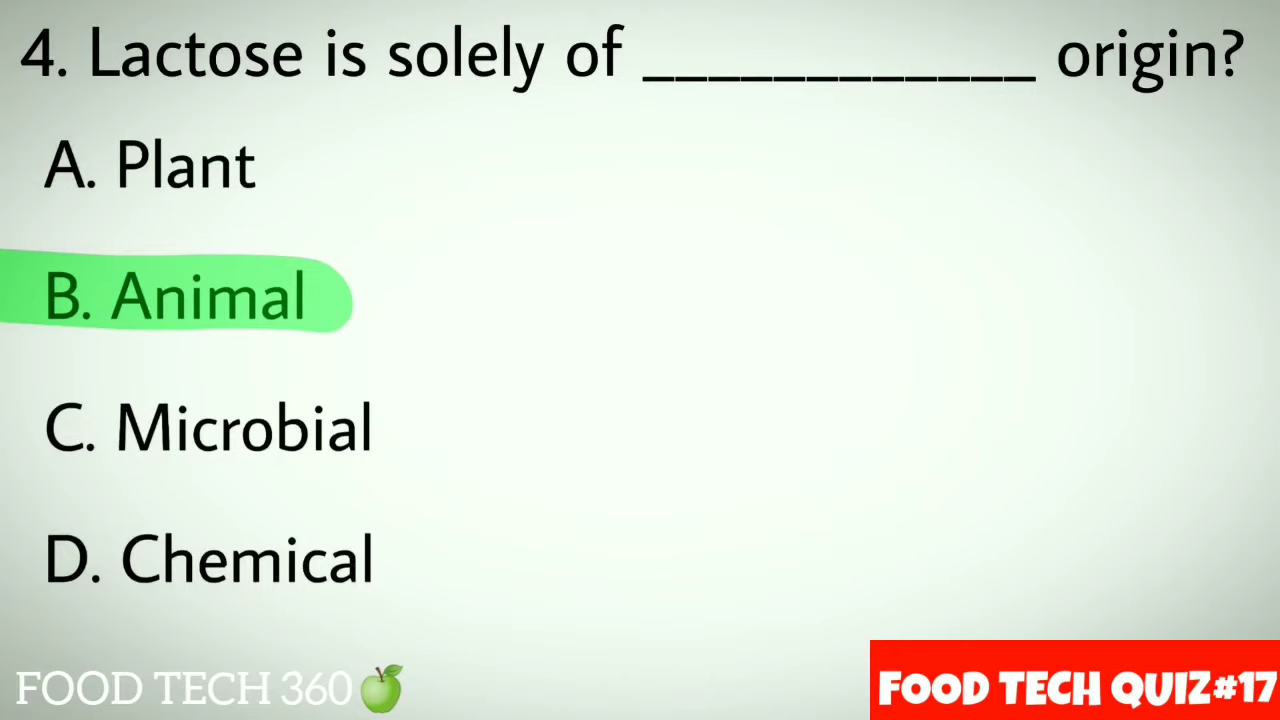 4. Lactose is solely of ____________ origin?
A. Plant
B. Animal
C. Microbial
D. Chemical
FOOD TECH 360
FOOD TECH QUIZ#17